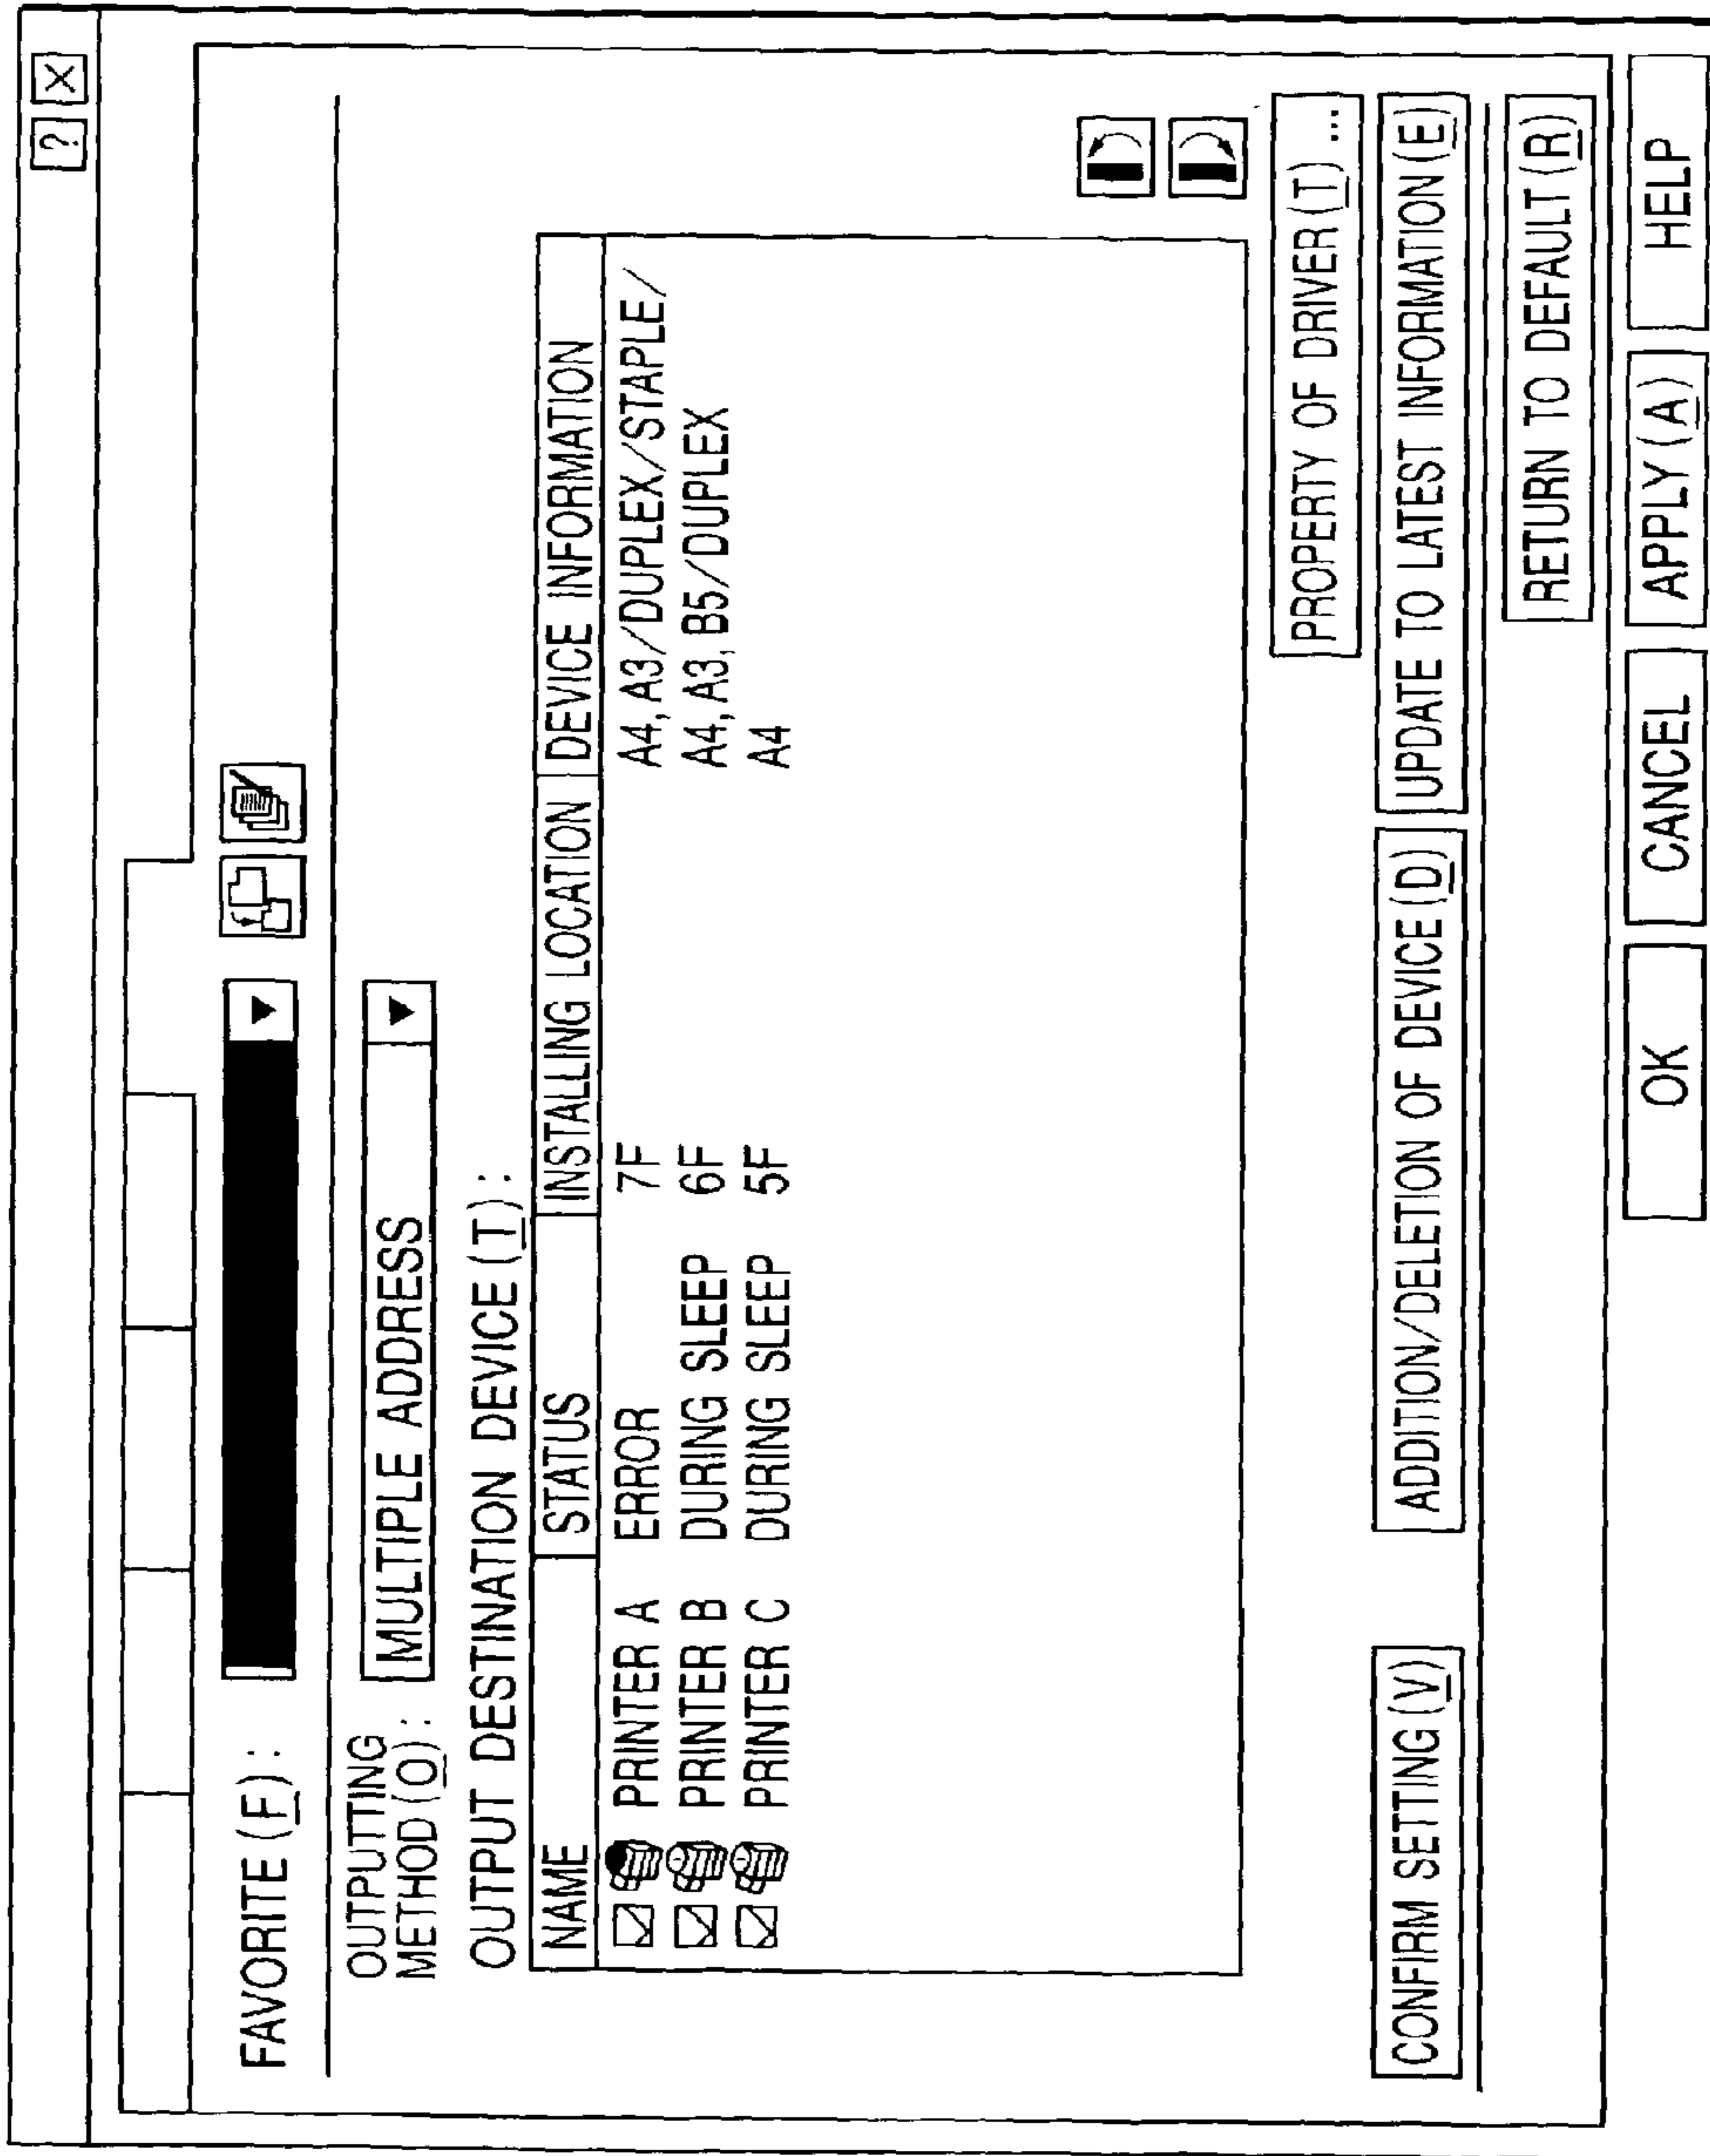 ? X
FAVORITE (F) :
OUTPUTTING
METHOD (O) : MULTIPLE ADDRESS
OUTPUT DESTINATION DEVICE (T) :
NAME STATUS INSTALLING LOCATION DEVICE INFORMATION
PRINTER A ERROR 7F A4, A3/DUPLEX/STAPLE/
PRINTER B DURING SLEEP 6F A4, A3, B5/DUPLEX
PRINTER C DURING SLEEP 5F A4
PROPERTY OF DRIVER (T) ...
CONFIRM SETTING (V) ADDITION/DELETION OF DEVICE (D) UPDATE TO LATEST INFORMATION (E)
RETURN TO DEFAULT (R)
OK CANCEL APPLY (A) HELP